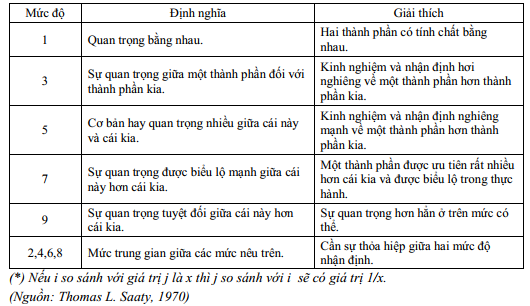 Mức độ Định nghĩa Giải thích
1 Quan trọng bằng nhau. Hai thành phần có tính chất bằng
nhau.
3 Sự quan trọng giữa một thành phần đối với
thành phần kia.
Kinh nghiệm và nhận định hơi
nghiêng về một thành phần hơn thành
phần kia.
5 Cơ bản hay quan trọng nhiều giữa cái này
và cái kia.
Kinh nghiệm và nhận định nghiêng
mạnh về một thành phần hơn thành
phần kia.
7 Sự quan trọng được biểu lộ mạnh giữa cái
này hơn cái kia.
Một thành phần được ưu tiên rất nhiều
hơn cái kia và được biểu lộ trong thực
hành.
9 Sự quan trọng tuyệt đối giữa cái này hơn
cái kia.
Sự quan trọng hơn hẳn ở trên mức có
thể.
2,4,6,8 Mức trung gian giữa các mức nêu trên.
Cần sự thỏa hiệp giữa hai mức độ
nhận định.
(*) Nếu i so sánh với giá trị j là x thì j so sánh với i sẽ có giá trị 1/x.
(Nguồn: Thomas L. Saaty, 1970)